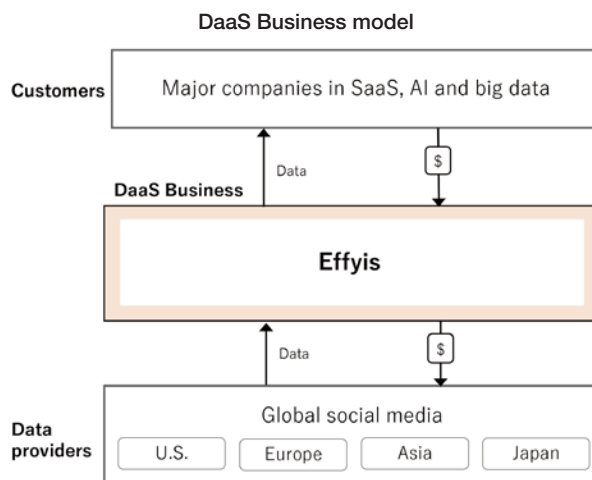 DaaS Business model
Customers
Major companies in SaaS, AI and big data
Data
$
DaaS Business
Effyis
Data
$
Data
providers
Global social media
U.S.
Europe
Asia
Japan